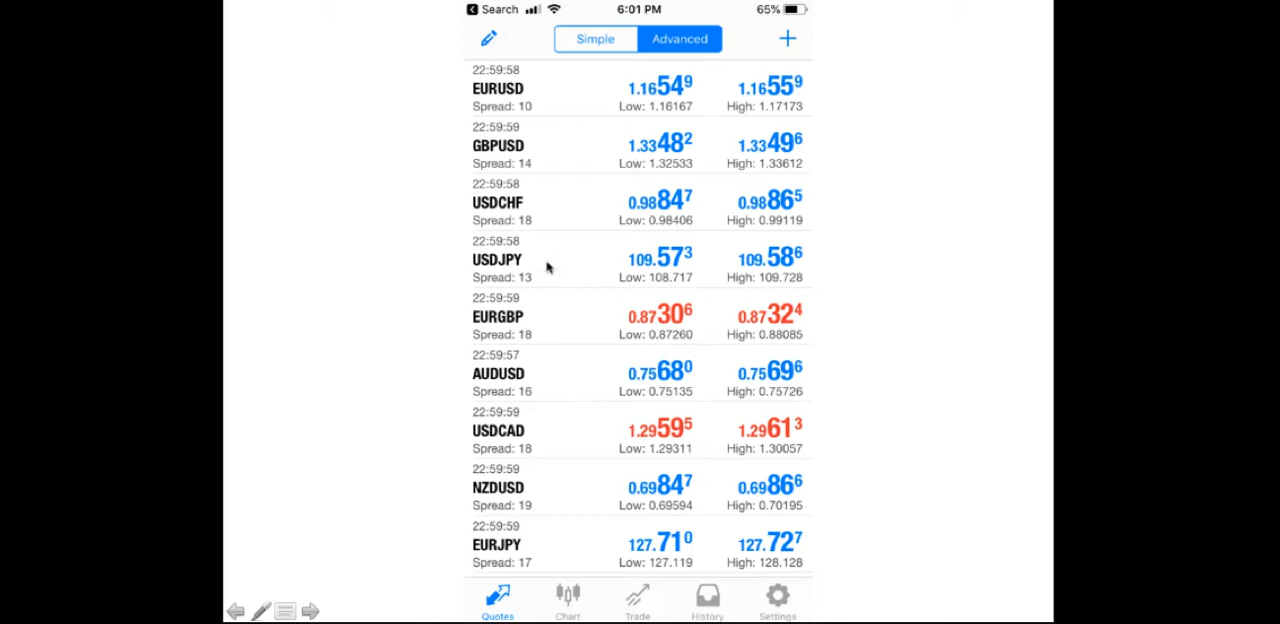 Search 6:01 PM 65%
Simple Advanced
22:59:58
EURUSD 1.16549 1.16559
Spread: 10 Low: 1.16167 High: 1.17173
22:59:59
GBPUSD 1.33482 1.33496
Spread: 14 Low: 1.32533 High: 1.33612
22:59:58
USDCHF 0.98847 0.98865
Spread: 18 Low: 0.98406 High: 0.99119
22:59:58
USDJPY 109.573 109.586
Spread: 13 Low: 108.717 High: 109.728
22:59:59
EURGBP 0.87306 0.87324
Spread: 18 Low: 0.87260 High: 0.88085
22:59:57
AUDUSD 0.75680 0.75696
Spread: 16 Low: 0.75135 High: 0.75726
22:59:59
USDCAD 1.29595 1.29613
Spread: 18 Low: 1.29311 High: 1.30057
22:59:59
NZDUSD 0.69847 0.69866
Spread: 19 Low: 0.69594 High: 0.70195
22:59:59
EURJPY 127.710 127.727
Spread: 17 Low: 127.119 High: 128.128
Quotes Chart Trade History Settings